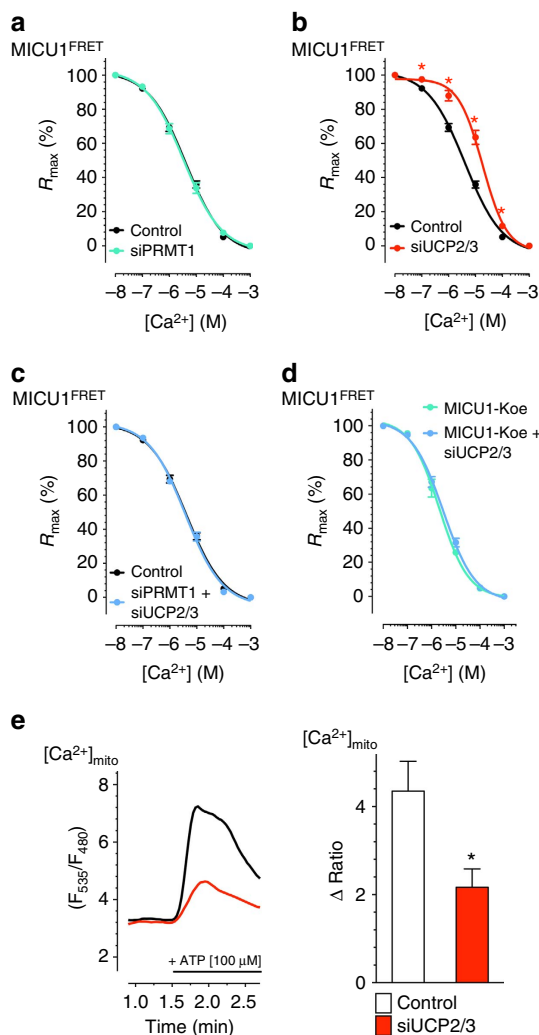 a
MICU1FRET
Rmax (%)
100
80
60
40
20
0
Control
siPRMT1
–8 –7 –6 –5 –4 –3
[Ca2+] (M)
b
MICU1FRET
Rmax (%)
100
80
60
40
20
0
* * * *
Control
siUCP2/3
–8 –7 –6 –5 –4 –3
[Ca2+] (M)
c
MICU1FRET
Rmax (%)
100
80
60
40
20
0
Control
siPRMT1 +
siUCP2/3
–8 –7 –6 –5 –4 –3
[Ca2+] (M)
d
MICU1FRET
Rmax (%)
100
80
60
40
20
0
MICU1-Koe
MICU1-Koe +
siUCP2/3
–8 –7 –6 –5 –4 –3
[Ca2+] (M)
e
[Ca2+]mito
(F535/F480)
8
6
4
2
+ ATP [100 μM]
1.0 1.5 2.0 2.5
Time (min)
[Ca2+]mito
Δ Ratio
4
2
0
*
Control
siUCP2/3